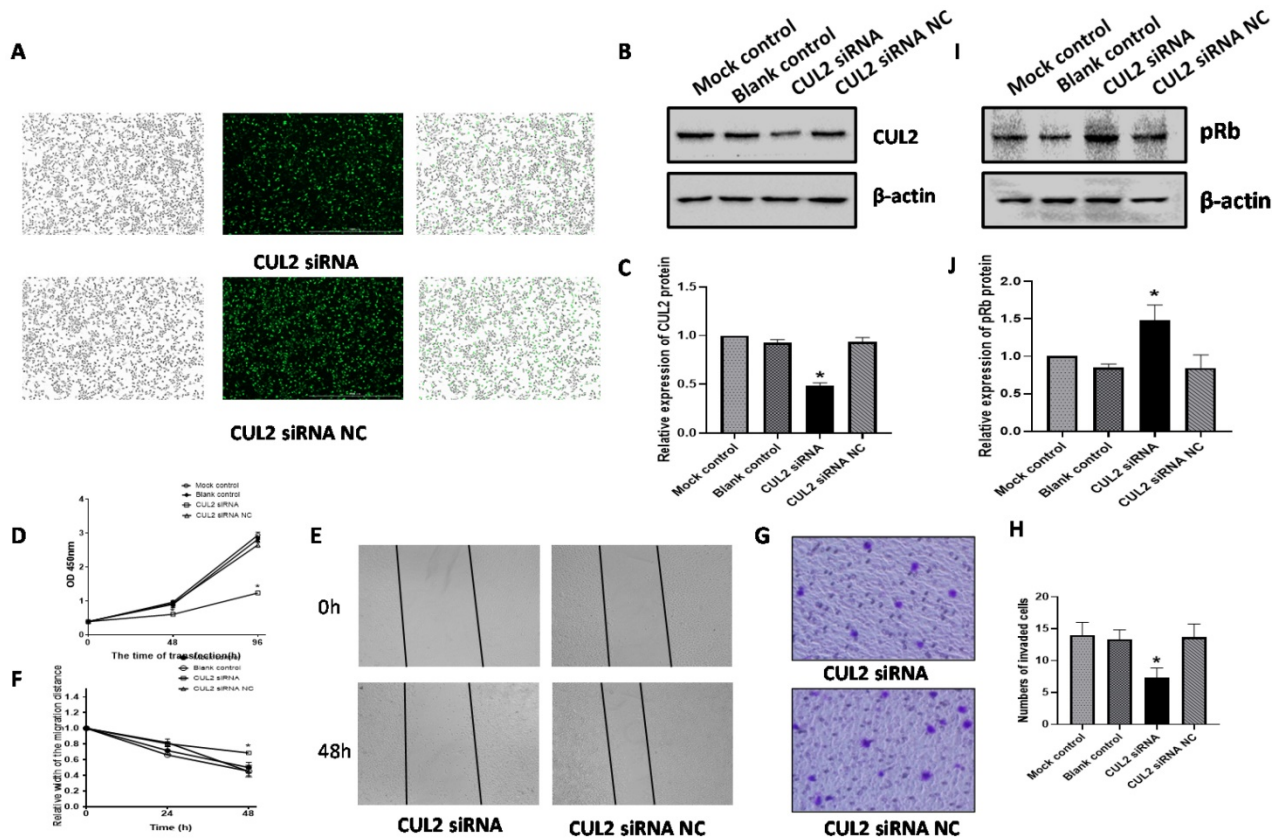 A
CUL2 siRNA
CUL2 siRNA NC
B
Mock control
Blank control
CUL2 siRNA
CUL2 siRNA NC
CUL2
β-actin
I
Mock control
Blank control
CUL2 siRNA
CUL2 siRNA NC
pRb
β-actin
C
Relative expression of CUL2 protein
1.5
1.0
0.5
0.0
Mock control
Blank control
CUL2 siRNA
CUL2 siRNA NC
*
J
Relative expression of pRb protein
2.0
1.5
1.0
0.5
0.0
Mock control
Blank control
CUL2 siRNA
CUL2 siRNA NC
*
D
Mock control
Blank control
CUL2 siRNA
CUL2 siRNA NC
OD 450nm
4
3
2
1
0
0
48
96
*
The time of transfection(h)
F
Blank control
CUL2 siRNA
CUL2 siRNA NC
Relative width of the migration distance
1.4
1.2
1.0
0.8
0.6
0.4
0.2
0.0
0
24
48
*
Time (h)
E
0h
48h
CUL2 siRNA
CUL2 siRNA NC
G
CUL2 siRNA
CUL2 siRNA NC
H
Numbers of invaded cells
20
15
10
5
0
Mock control
Blank control
CUL2 siRNA
CUL2 siRNA NC
*